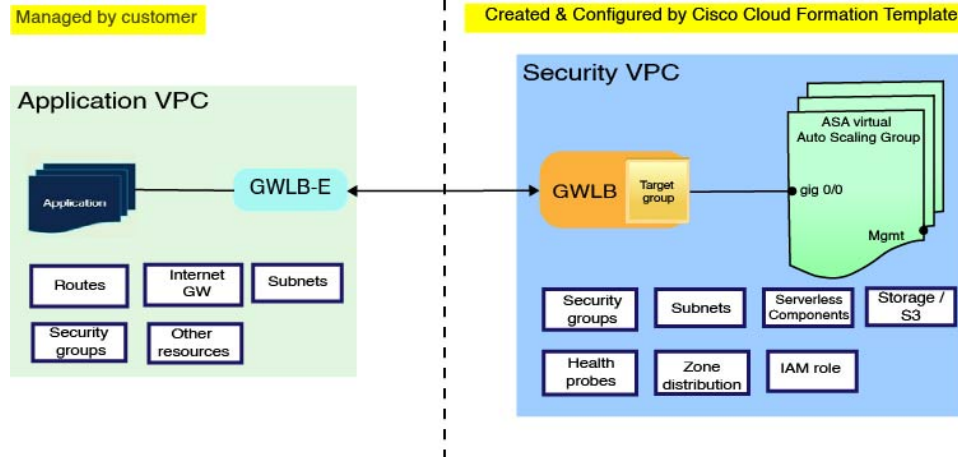 Managed by customer
Created & Configured by Cisco Cloud Formation Template
Application VPC
Application
GWLB-E
Routes
Internet
GW
Subnets
Security
groups
Other
resources
Security VPC
GWLB
Target
group
ASA virtual
Auto Scaling Group
gig 0/0
Mgmt
Security
groups
Subnets
Serverless
Components
Storage /
S3
Health
probes
Zone
distribution
IAM role